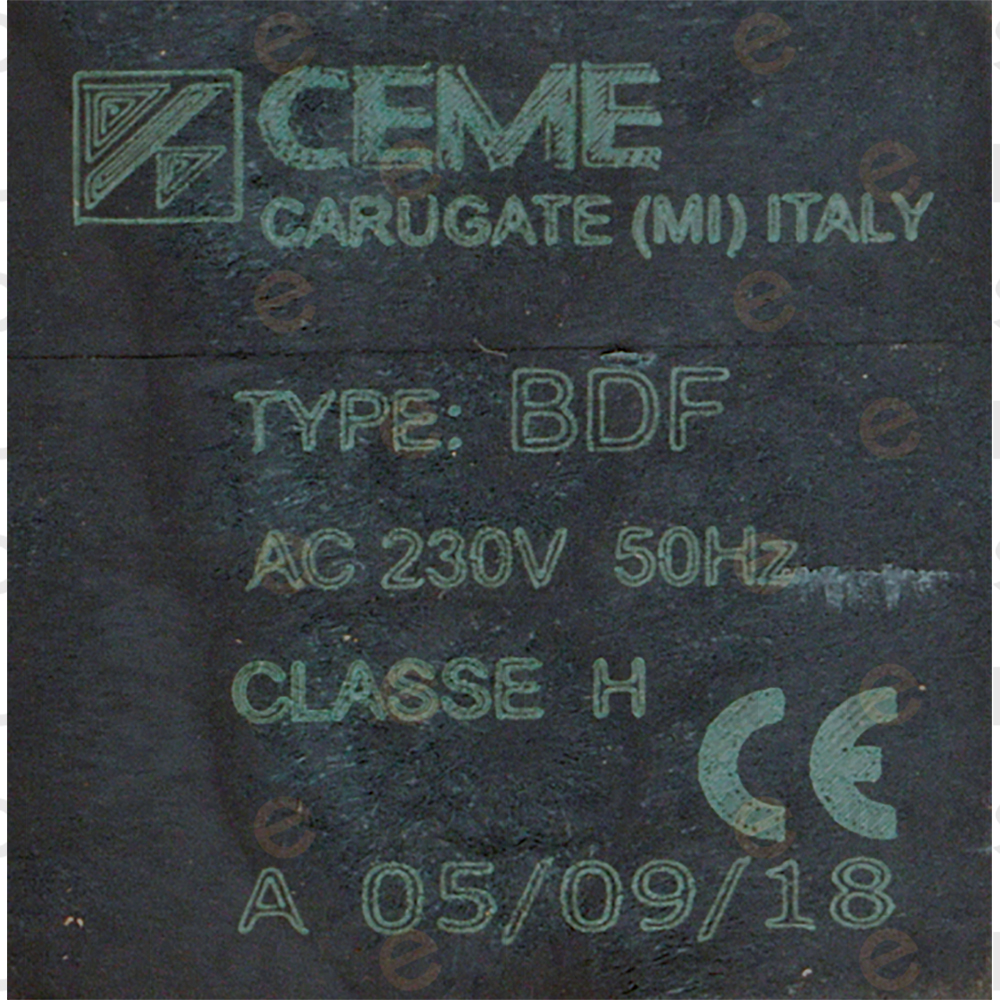 CEME
CARUGATE (MI) ITALY
TYPE: BDF
AC 230V 50Hz
CLASSE H
CE
A 05/09/18